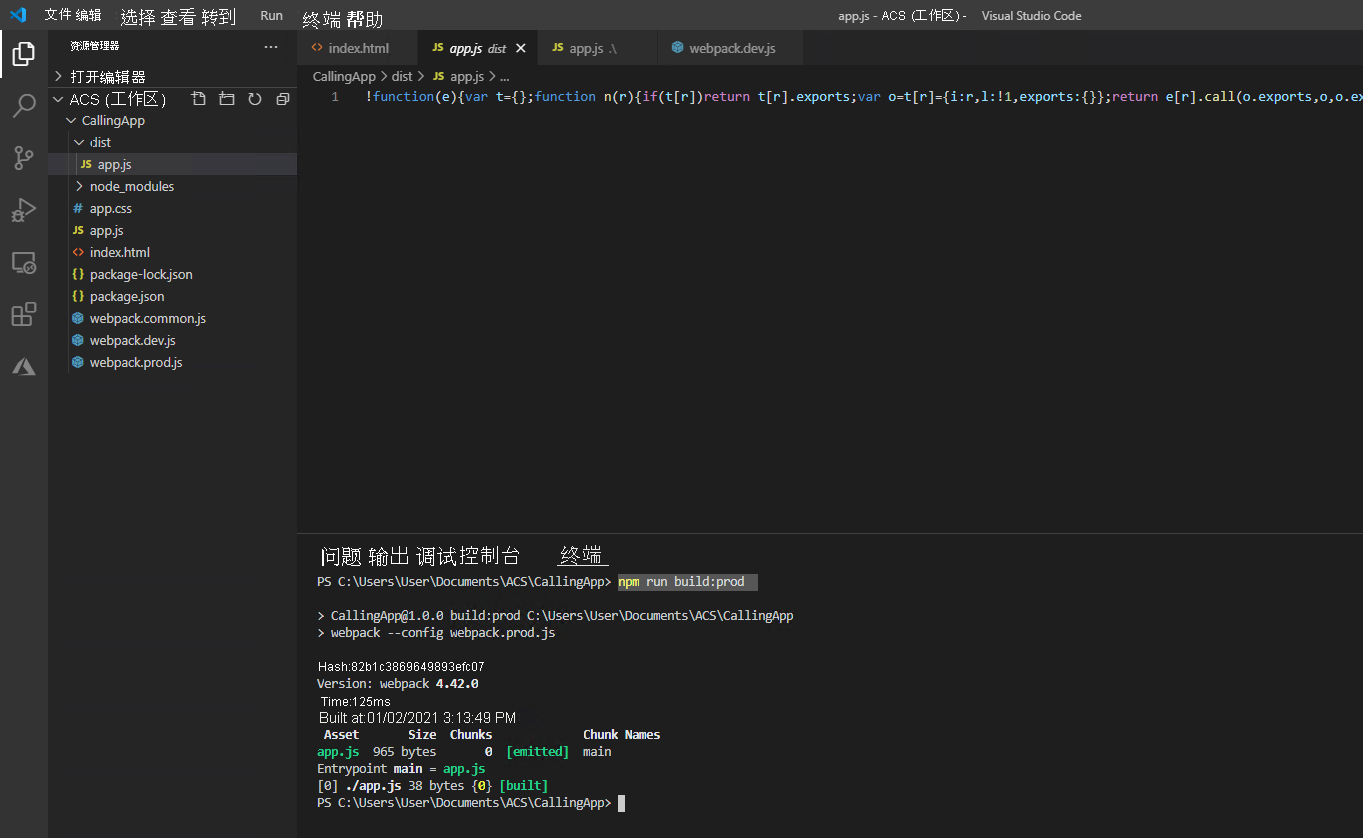 文件 编辑 选择 查看 转到 Run 终端 帮助 app.js - ACS (工作区) - Visual Studio Code
资源管理器 ...
index.html app.js dist app.js .\ webpack.dev.js
打开编辑器
CallingApp > dist > JS app.js > ...
ACS (工作区)
1 !function(e){var t={};function n(r){if(t[r])return t[r].exports;var o=t[r]={i:r,l:!1,exports:{}};return e[r].call(o.exports,o,o.ex
CallingApp
dist
JS app.js
node_modules
# app.css
JS app.js
<> index.html
{} package-lock.json
{} package.json
webpack.common.js
webpack.dev.js
webpack.prod.js
问题 输出 调试控制台 终端
PS C:\Users\User\Documents\ACS\CallingApp> npm run build:prod
> CallingApp@1.0.0 build:prod C:\Users\User\Documents\ACS\CallingApp
> webpack --config webpack.prod.js
Hash:82b1c3869649893efc07
Version: webpack 4.42.0
Time:125ms
Built at:01/02/2021 3:13:49 PM
Asset Size Chunks Chunk Names
app.js 965 bytes 0 [emitted] main
Entrypoint main = app.js
[0] ./app.js 38 bytes {0} [built]
PS C:\Users\User\Documents\ACS\CallingApp>